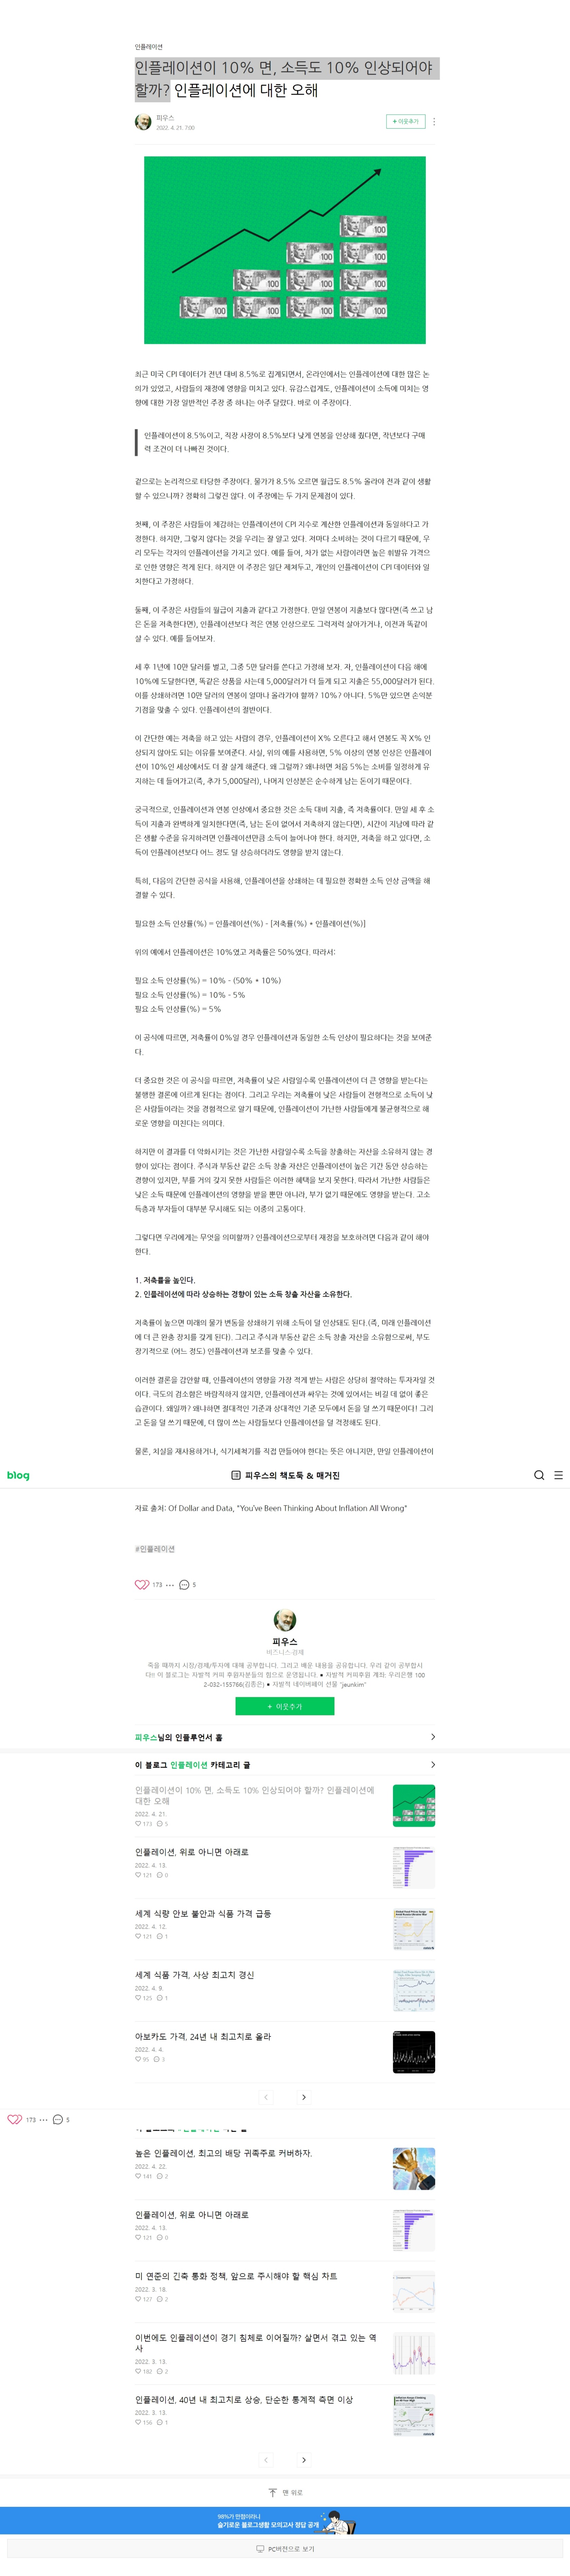 인플레이션
인플레이션이 10% 면, 소득도 10% 인상되어야
할까? 인플레이션에 대한 오해
피우스
2022. 4. 21. 7:00
+ 이웃추가
100
100 100
100 100 100
100 100 100 100
최근 미국 CPI 데이터가 전년 대비 8.5%로 집계되면서, 온라인에서는 인플레이션에 대한 많은 논
의가 있었고, 사람들의 재정에 영향을 미치고 있다. 유감스럽게도, 인플레이션이 소득에 미치는 영
향에 대한 가장 일반적인 주장 중 하나는 아주 달랐다. 바로 이 주장이다.
인플레이션이 8.5%이고, 직장 사장이 8.5%보다 낮게 연봉을 인상해 줬다면, 작년보다 구매
력 조건이 더 나빠진 것이다.
겉으로는 논리적으로 타당한 주장이다. 물가가 8.5% 오르면 월급도 8.5% 올라야 전과 같이 생활
할 수 있으니까? 정확히 그렇진 않다. 이 주장에는 두 가지 문제점이 있다.
첫째, 이 주장은 사람들이 체감하는 인플레이션이 CPI 지수로 계산한 인플레이션과 동일하다고 가
정한다. 하지만, 그렇지 않다는 것을 우리는 잘 알고 있다. 저마다 소비하는 것이 다르기 때문에, 우
리 모두는 각자의 인플레이션을 가지고 있다. 예를 들어, 차가 없는 사람이라면 높은 휘발유 가격으
로 인한 영향은 적게 된다. 하지만 이 주장은 일단 제쳐두고, 개인의 인플레이션이 CPI 데이터와 일
치한다고 가정하다.
둘째, 이 주장은 사람들의 월급이 지출과 같다고 가정한다. 만일 연봉이 지출보다 많다면(즉 쓰고 남
은 돈을 저축한다면), 인플레이션보다 적은 연봉 인상으로도 그럭저럭 살아가거나, 이전과 똑같이
살 수 있다. 예를 들어보자.
세 후 1년에 10만 달러를 벌고, 그중 5만 달러를 쓴다고 가정해 보자. 자, 인플레이션이 다음 해에
10%에 도달한다면, 똑같은 상품을 사는데 5,000달러가 더 들게 되고 지출은 55,000달러가 된다.
이를 상쇄하려면 10만 달러의 연봉이 얼마나 올라가야 할까? 10%? 아니다. 5%만 있으면 손익분
기점을 맞출 수 있다. 인플레이션의 절반이다.
이 간단한 예는 저축을 하고 있는 사람의 경우, 인플레이션이 X% 오른다고 해서 연봉도 꼭 X% 인
상되지 않아도 되는 이유를 보여준다. 사실, 위의 예를 사용하면, 5% 이상의 연봉 인상은 인플레이
션이 10%인 세상에서도 더 잘 살게 해준다. 왜 그럴까? 왜냐하면 처음 5%는 소비를 일정하게 유
지하는 데 들어가고(즉, 추가 5,000달러), 나머지 인상분은 순수하게 남는 돈이기 때문이다.
궁극적으로, 인플레이션과 연봉 인상에서 중요한 것은 소득 대비 지출, 즉 저축률이다. 만일 세 후 소
득이 지출과 완벽하게 일치한다면(즉, 남는 돈이 없어서 저축하지 않는다면), 시간이 지남에 따라 같
은 생활 수준을 유지하려면 인플레이션만큼 소득이 늘어나야 한다. 하지만, 저축을 하고 있다면, 소
득이 인플레이션보다 어느 정도 덜 상승하더라도 영향을 받지 않는다.
특히, 다음의 간단한 공식을 사용해, 인플레이션을 상쇄하는 데 필요한 정확한 소득 인상 금액을 해
결할 수 있다.
필요한 소득 인상률(%) = 인플레이션(%) - [저축률(%) * 인플레이션(%)]
위의 예에서 인플레이션은 10%였고 저축률은 50%였다. 따라서:
필요 소득 인상률(%) = 10% - (50% * 10%)
필요 소득 인상률(%) = 10% - 5%
필요 소득 인상률(%) = 5%
이 공식에 따르면, 저축률이 0%일 경우 인플레이션과 동일한 소득 인상이 필요하다는 것을 보여준
다.
더 중요한 것은 이 공식을 따르면, 저축률이 낮은 사람일수록 인플레이션이 더 큰 영향을 받는다는
불행한 결론에 이르게 된다는 점이다. 그리고 우리는 저축률이 낮은 사람들이 전형적으로 소득이 낮
은 사람들이라는 것을 경험적으로 알기 때문에, 인플레이션이 가난한 사람들에게 불균형적으로 해
로운 영향을 미친다는 의미다.
하지만 이 결과를 더 악화시키는 것은 가난한 사람일수록 소득을 창출하는 자산을 소유하지 않는 경
향이 있다는 점이다. 주식과 부동산 같은 소득 창출 자산은 인플레이션이 높은 기간 동안 상승하는
경향이 있지만, 부를 거의 갖지 못한 사람들은 이러한 혜택을 보지 못한다. 따라서 가난한 사람들은
낮은 소득 때문에 인플레이션의 영향을 받을 뿐만 아니라, 부가 없기 때문에도 영향을 받는다. 고소
득층과 부자들이 대부분 무시해도 되는 이중의 고통이다.
그렇다면 우리에게는 무엇을 의미할까? 인플레이션으로부터 재정을 보호하려면 다음과 같이 해야
한다.
1. 저축률을 높인다.
2. 인플레이션에 따라 상승하는 경향이 있는 소득 창출 자산을 소유한다.
저축률이 높으면 미래의 물가 변동을 상쇄하기 위해 소득이 덜 인상돼도 된다.(즉, 미래 인플레이션
에 더 큰 완충 장치를 갖게 된다). 그리고 주식과 부동산 같은 소득 창출 자산을 소유함으로써, 부도
장기적으로 (어느 정도) 인플레이션과 보조를 맞출 수 있다.
이러한 결론을 감안할 때, 인플레이션의 영향을 가장 적게 받는 사람은 상당히 절약하는 투자자일 것
이다. 극도의 검소함은 바람직하지 않지만, 인플레이션과 싸우는 것에 있어서는 비길 데 없이 좋은
습관이다. 왜일까? 왜냐하면 절대적인 기준과 상대적인 기준 모두에서 돈을 덜 쓰기 때문이다! 그리
고 돈을 덜 쓰기 때문에, 더 많이 쓰는 사람들보다 인플레이션을 덜 걱정해도 된다.
물론, 치실을 재사용하거나, 식기세척기를 직접 만들어야 한다는 뜻은 아니지만, 만일 인플레이션이
blog
피우스의 책도둑 & 매거진
자료 출처: Of Dollar and Data, "You've Been Thinking About Inflation All Wrong"
#인플레이션
173 ••• 5
피우스
비즈니스·경제
죽을 때까지 시장/경제/투자에 대해 공부합니다. 그리고 배운 내용을 공유합니다. 우리 같이 공부합시
다!! 이 블로그는 자발적 커피 후원자분들의 힘으로 운영됩니다. ● 자발적 커피후원 계좌: 우리은행 100
2-032-155766(김종은) ● 자발적 네이버페이 선물 "jeunkim"
+ 이웃추가
피우스님의 인플루언서 홈
이 블로그 인플레이션 카테고리 글
인플레이션이 10% 면, 소득도 10% 인상되어야 할까? 인플레이션에
대한 오해
2022. 4. 21.
173 5
인플레이션, 위로 아니면 아래로
2022. 4. 13.
121 0
세계 식량 안보 불안과 식품 가격 급등
2022. 4. 12.
121 1
세계 식품 가격, 사상 최고치 경신
2022. 4. 9.
125 1
아보카도 가격, 24년 내 최고치로 올라
2022. 4. 4.
95 3
173 ••• 5
높은 인플레이션, 최고의 배당 귀족주로 커버하자.
2022. 4. 22.
141 2
인플레이션, 위로 아니면 아래로
2022. 4. 13.
121 0
미 연준의 긴축 통화 정책, 앞으로 주시해야 할 핵심 차트
2022. 3. 18.
127 2
이번에도 인플레이션이 경기 침체로 이어질까? 살면서 겪고 있는 역
사
2022. 3. 13.
182 2
인플레이션, 40년 내 최고치로 상승, 단순한 통계적 측면 이상
2022. 3. 13.
156 1
맨 위로
98%가 만점이라니
슬기로운 블로그생활 모의고사 정답 공개
PC버전으로 보기